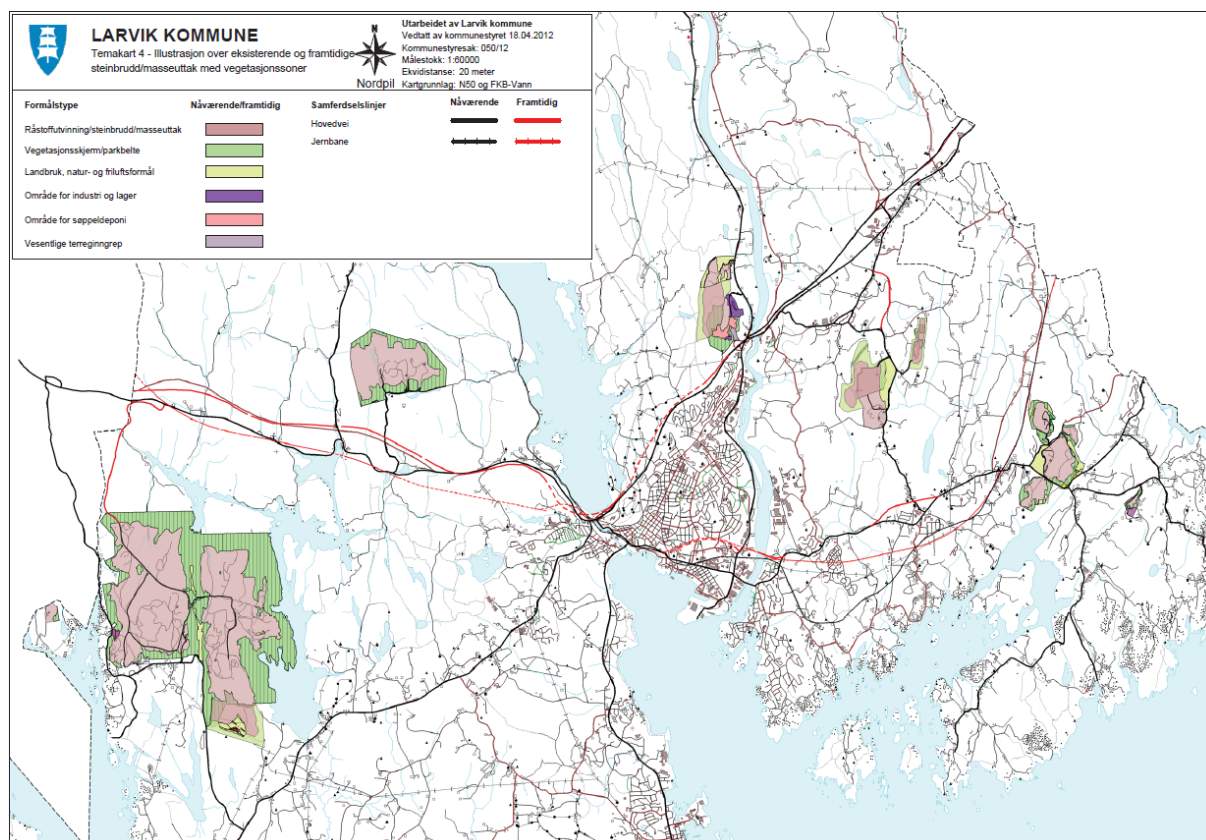 LARVIK KOMMUNE
Temakart 4 - Illustrasjon over eksisterende og framtidige
steinbrudd/masseuttak med vegetasjonssoner
N
Nordpil
Utarbeidet av Larvik kommune
Vedtatt av kommunestyret 18.04.2012
Kommunestyresak: 050/12
Målestokk: 1:60000
Ekvidistanse: 20 meter
Kartgrunnlag: N50 og FKB-Vann
Formålstype Nåværende/framtidig
Råstoffutvinning/steinbrudd/masseuttak
Vegetasjonsskjerm/parkbelte
Landbruk, natur- og friluftsformål
Område for industri og lager
Område for søppeldeponi
Vesentlige terreginngrep
Samferdselslinjer Nåværende Framtidig
Hovedvei
Jernbane